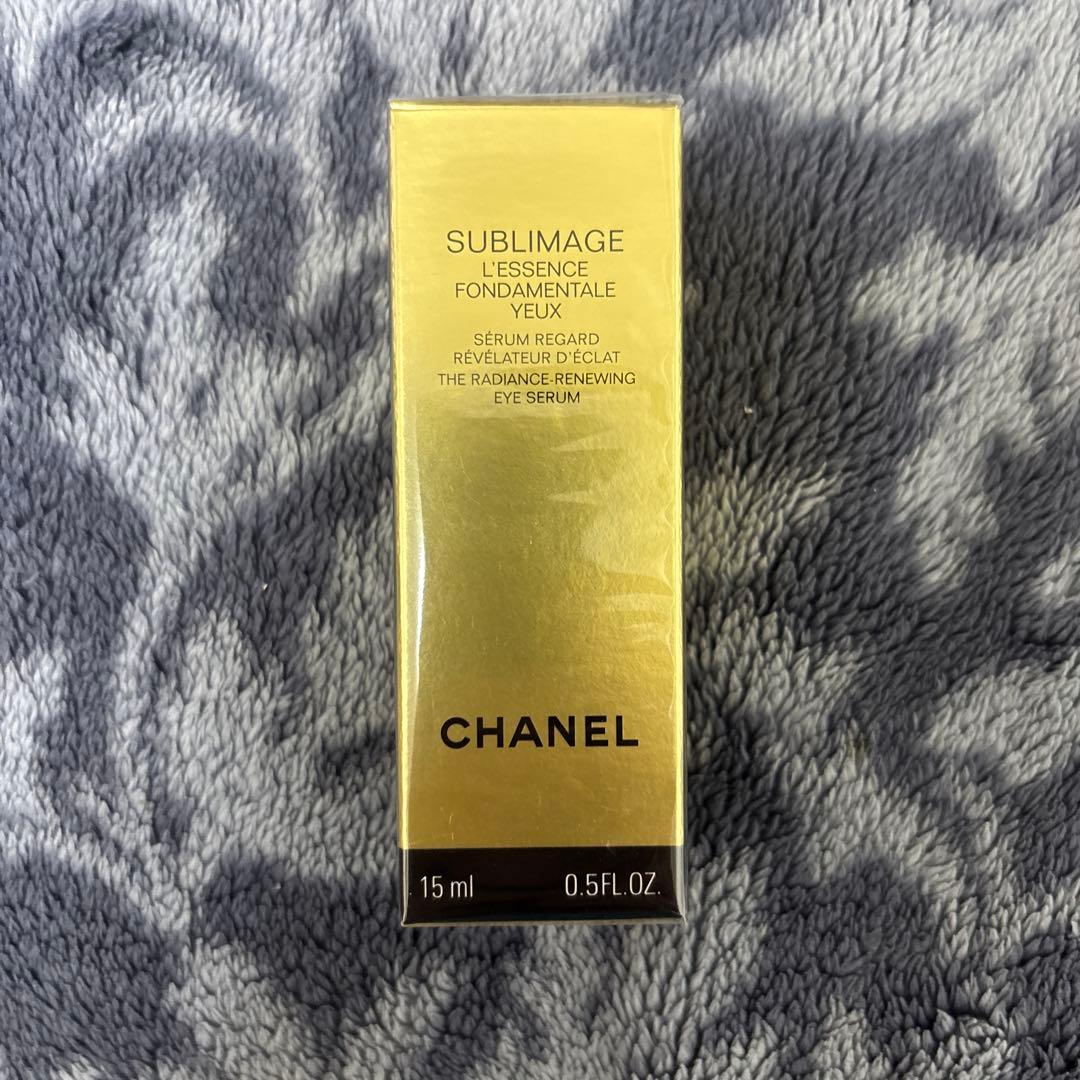 SUBLIMAGE
L'ESSENCE
FONDAMENTALE
YEUX
SÉRUM REGARD
RÉVÉLATEUR D'ÉCLAT
THE RADIANCE-RENEWING
EYE SERUM
CHANEL
15 ml 0.5FL.OZ.